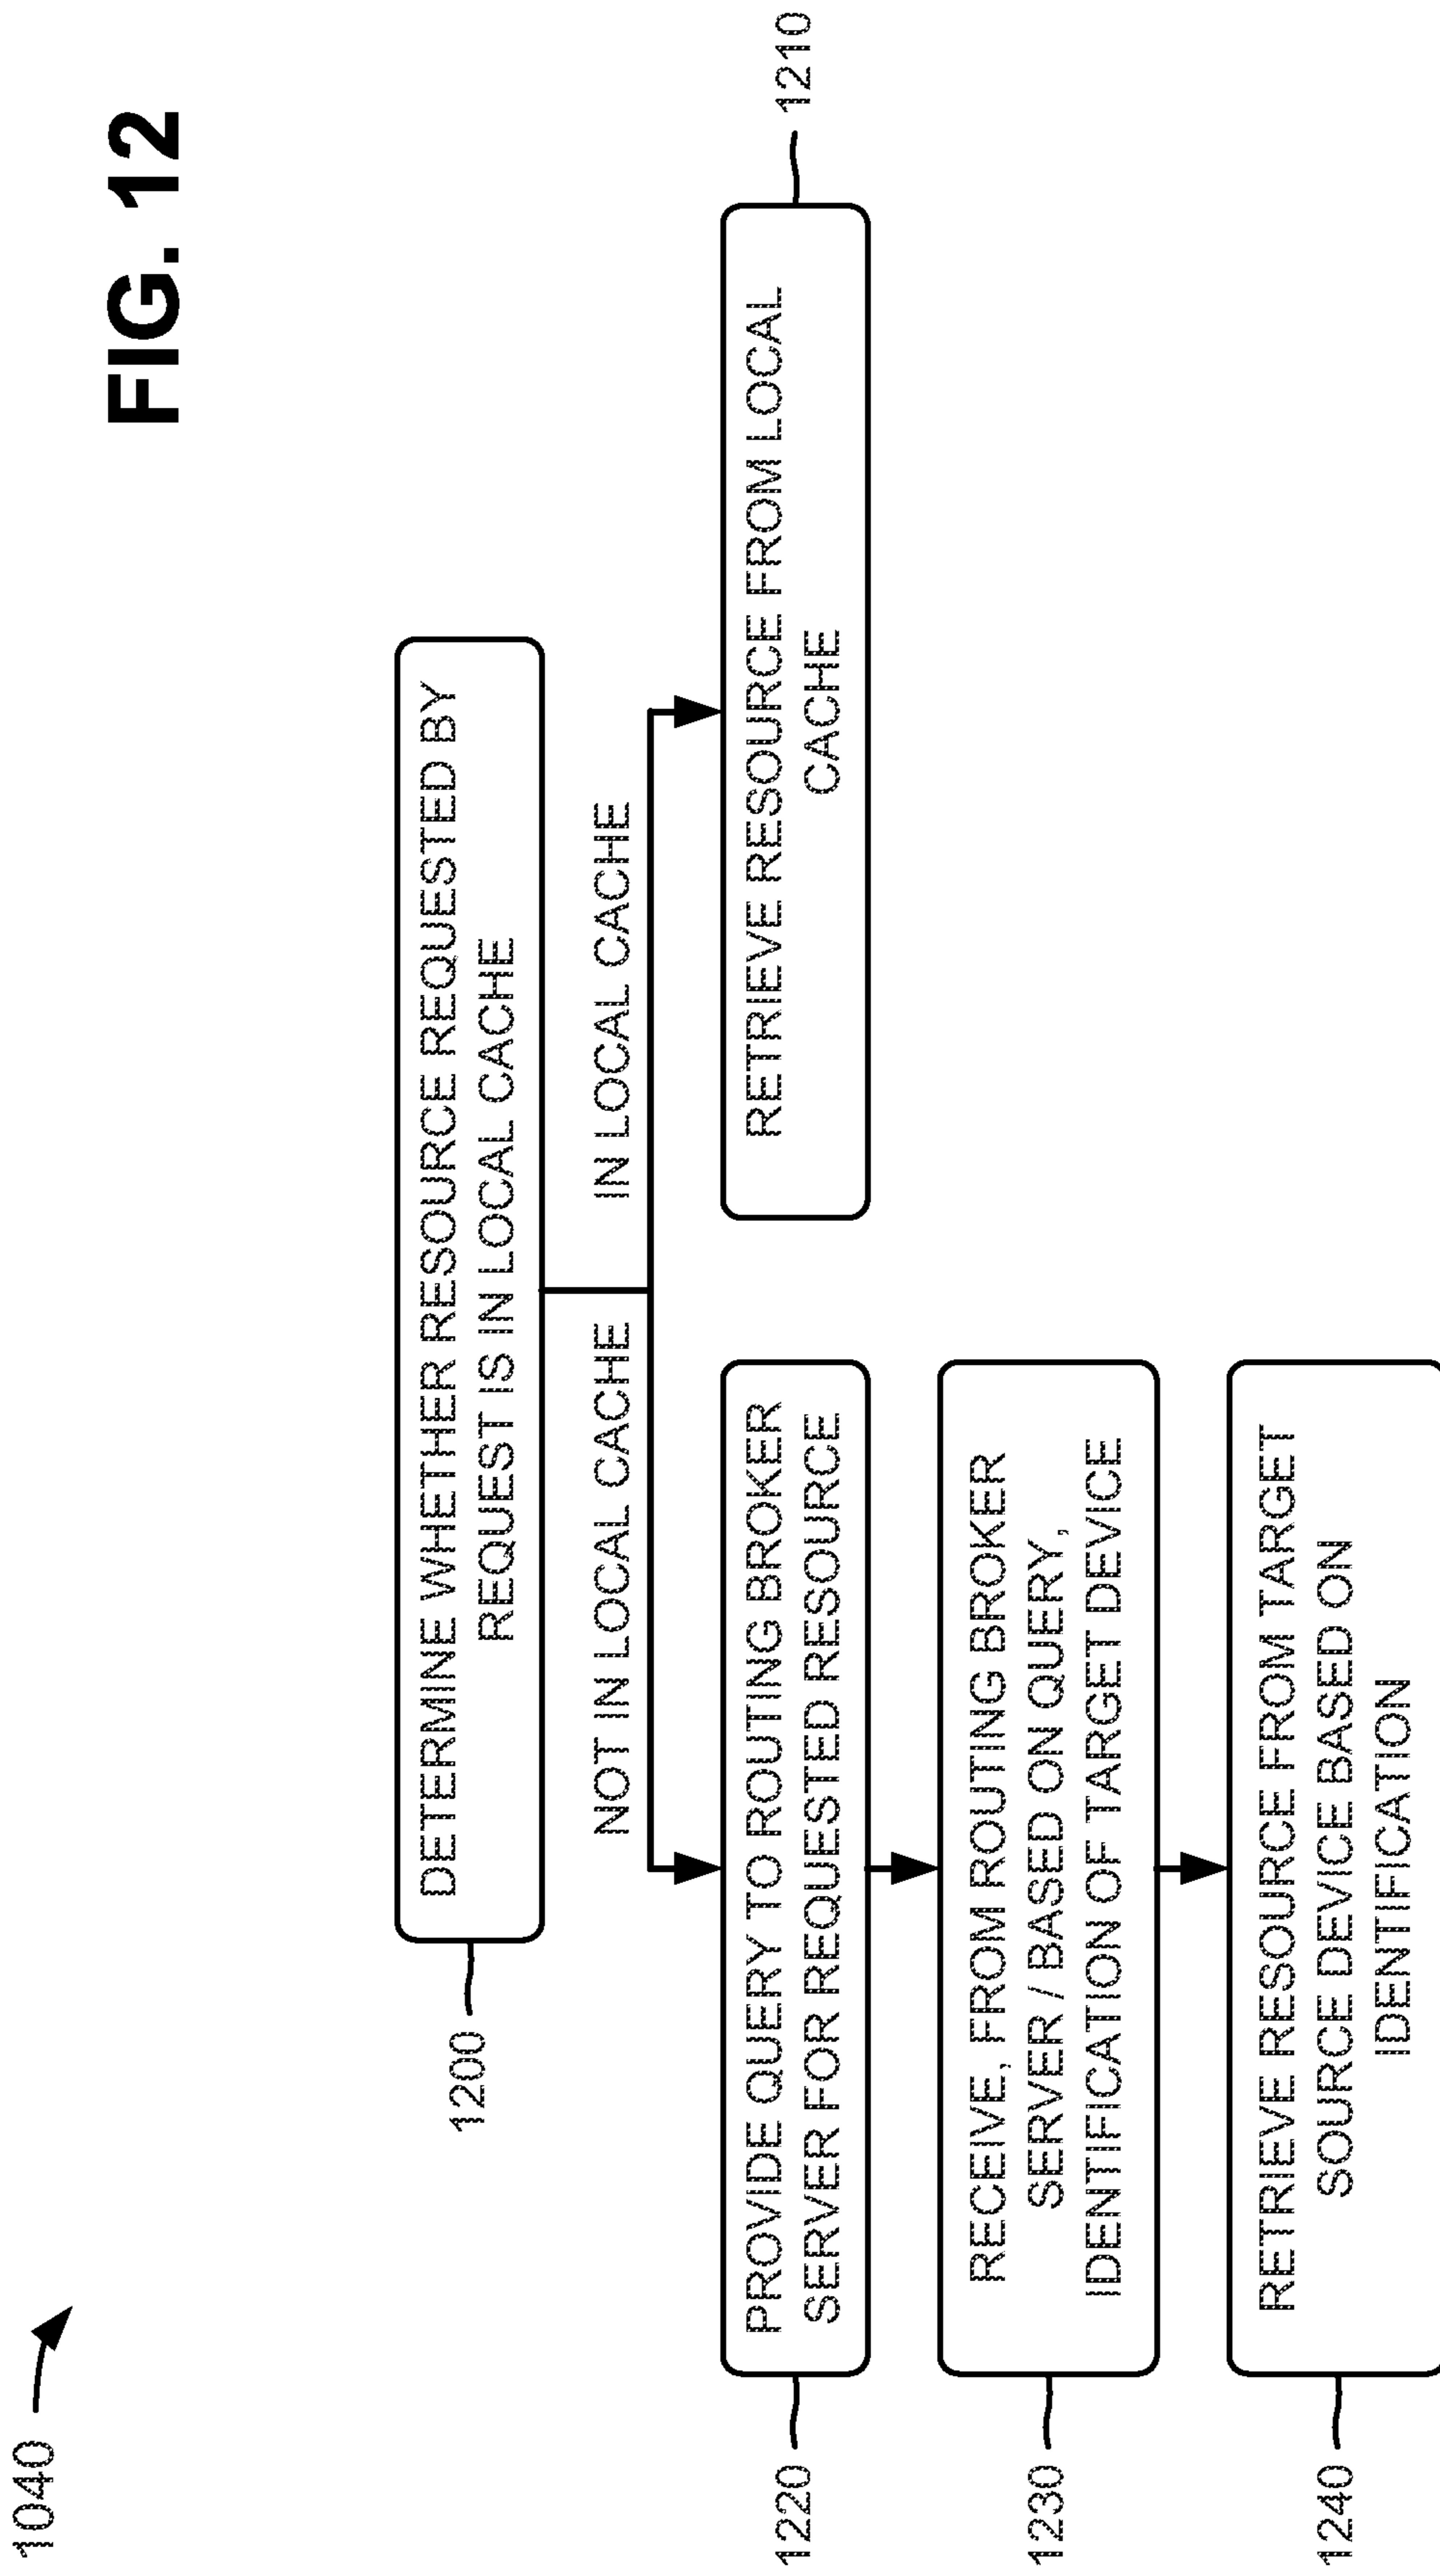 FIG. 12
1040
DETERMINE WHETHER RESOURCE REQUESTED BY
REQUEST IS IN LOCAL CACHE
1200
NOT IN LOCAL CACHE
IN LOCAL CACHE
PROVIDE QUERY TO ROUTING BROKER
SERVER FOR REQUESTED RESOURCE
1220
RETRIEVE RESOURCE FROM LOCAL
CACHE
1210
RECEIVE, FROM ROUTING BROKER
SERVER / BASED ON QUERY,
IDENTIFICATION OF TARGET DEVICE
1230
RETRIEVE RESOURCE FROM TARGET
SOURCE DEVICE BASED ON
IDENTIFICATION
1240